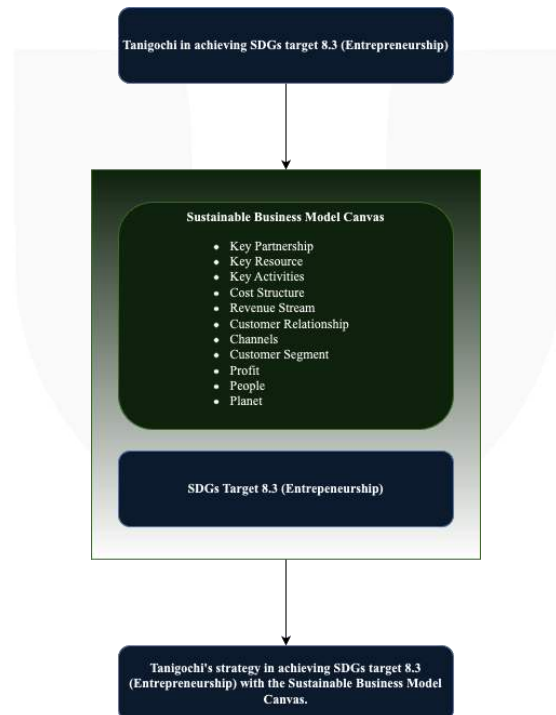 Tanigochi in achieving SDGs target 8.3 (Entrepreneurship)
Sustainable Business Model Canvas
• Key Partnership
• Key Resource
• Key Activities
• Cost Structure
• Revenue Stream
• Customer Relationship
• Channels
• Customer Segment
• Profit
• People
• Planet
SDGs Target 8.3 (Entrepeneurship)
Tanigochi's strategy in achieving SDGs target 8.3
(Entrepreneurship) with the Sustainable Business Model
Canvas.